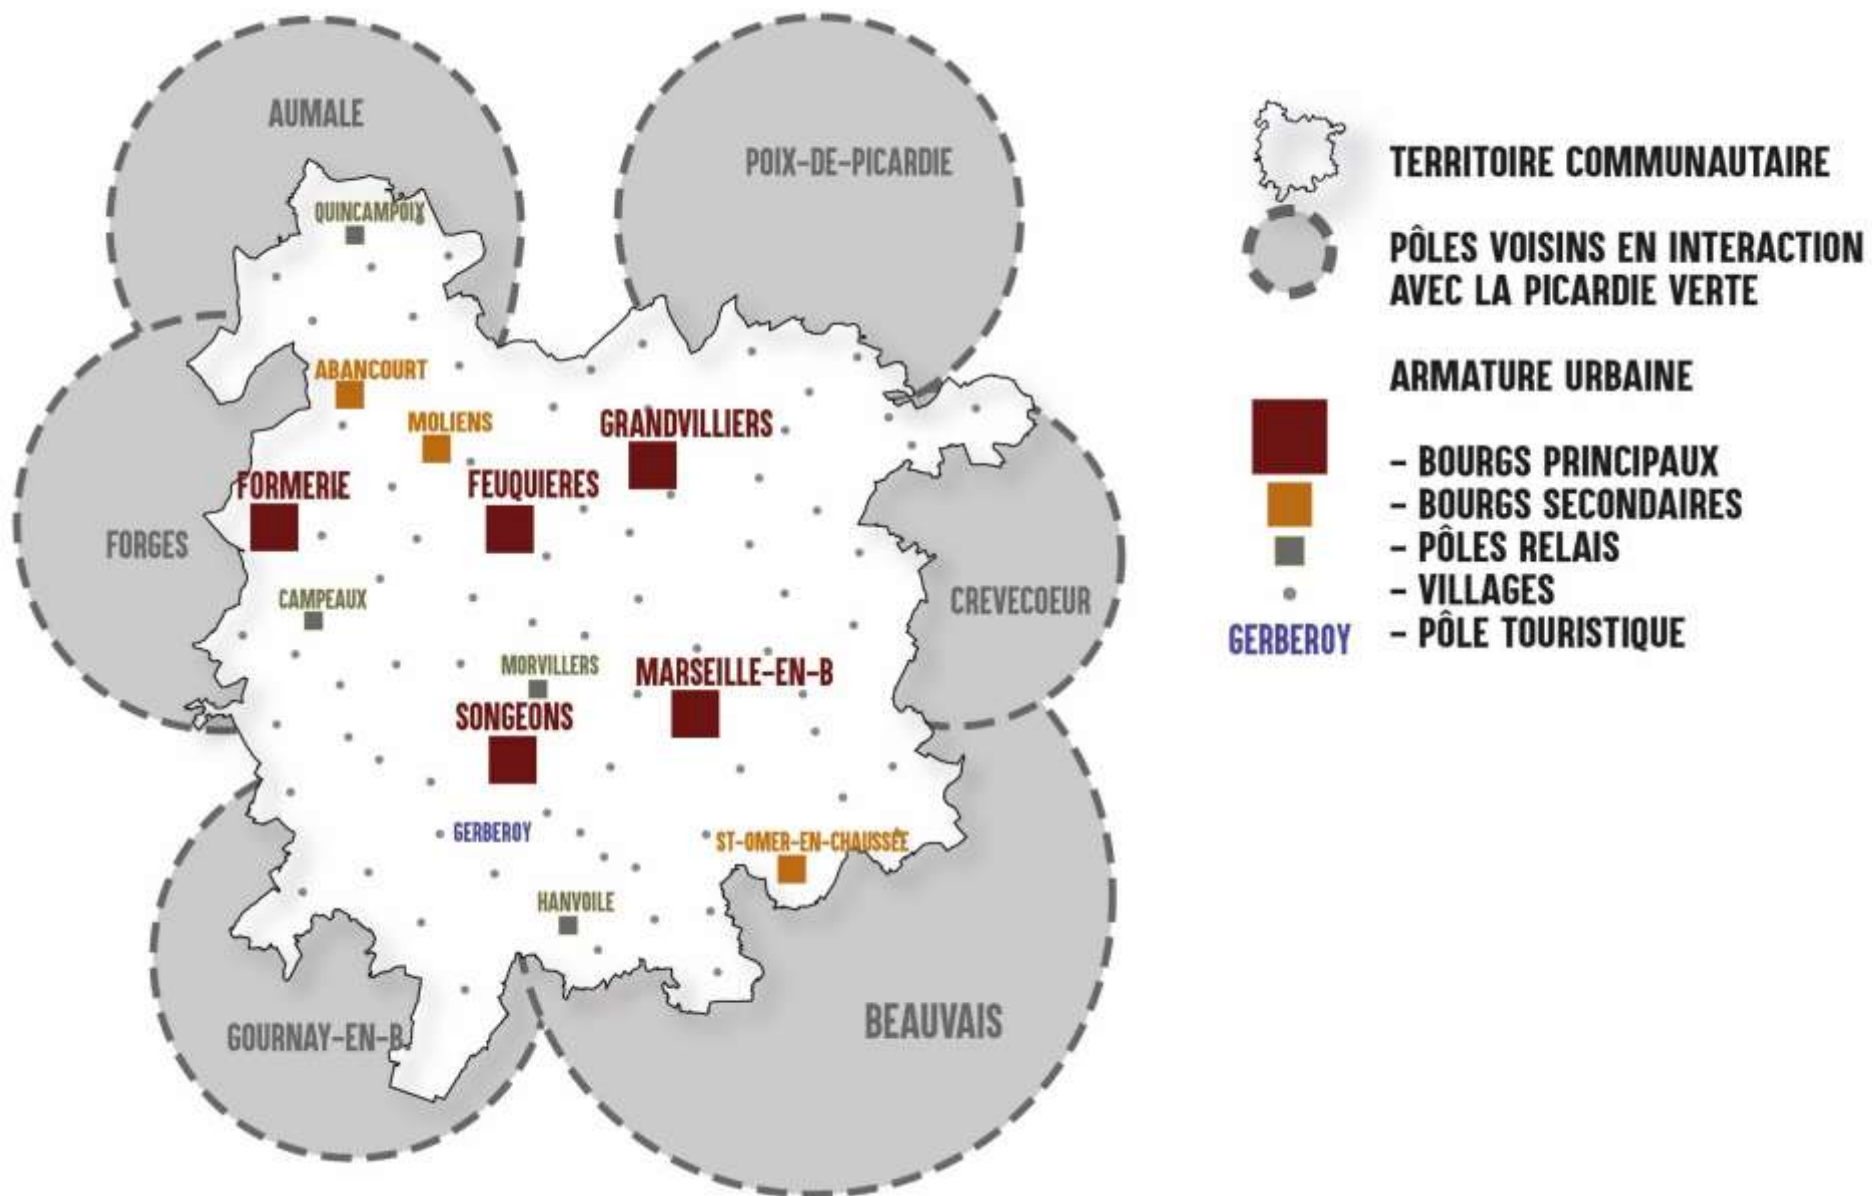 AUMALE
POIX-DE-PICARDIE
QUINCAMPOIX
ABANCOURT
MOLIENS
GRANDVILLIERS
FORMERIE
FEUQUIERES
FORGES
CAMPEAUX
CREVECOEUR
MORVILLERS
MARSEILLE-EN-B
SONGEONS
GERBEROY
ST-OMER-EN-CHAUSSÉE
HANVOILE
GOURNAY-EN-B.
BEAUVAIS
TERRITOIRE COMMUNAUTAIRE
PÔLES VOISINS EN INTERACTION
AVEC LA PICARDIE VERTE
ARMATURE URBAINE
- BOURGS PRINCIPAUX
- BOURGS SECONDAIRES
- PÔLES RELAIS
- VILLAGES
GERBEROY - PÔLE TOURISTIQUE